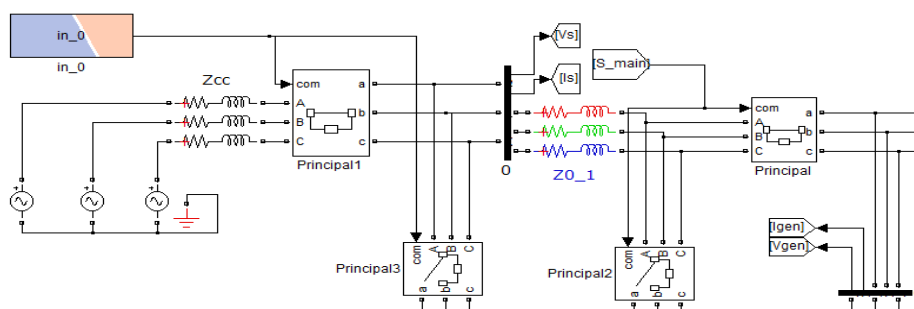 in_0
in_0
Zcc
com
A
B
C
a
b
c
Principal1
[Vs]
[Is]
0
Z0_1
[S_main]
com
A
B
C
a
b
c
Principal
Principal3
com
A
B
C
a
b
c
Principal2
com
A
B
C
a
b
c
[Igen]
[Vgen]
+
+
+